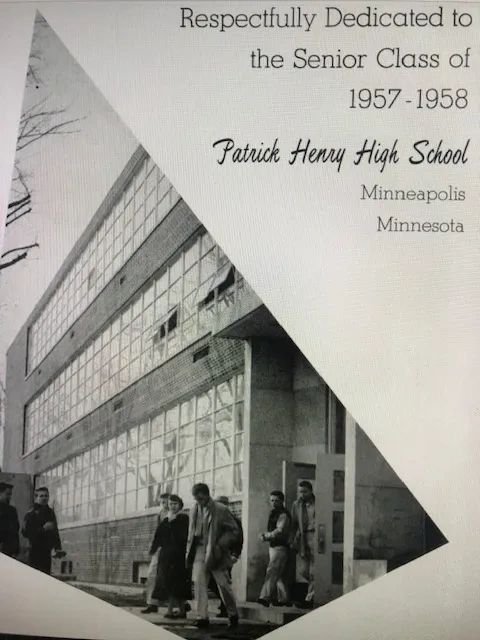 Respectfully Dedicated to
the Senior Class of
1957-1958
Patrick Henry High School
Minneapolis
Minnesota